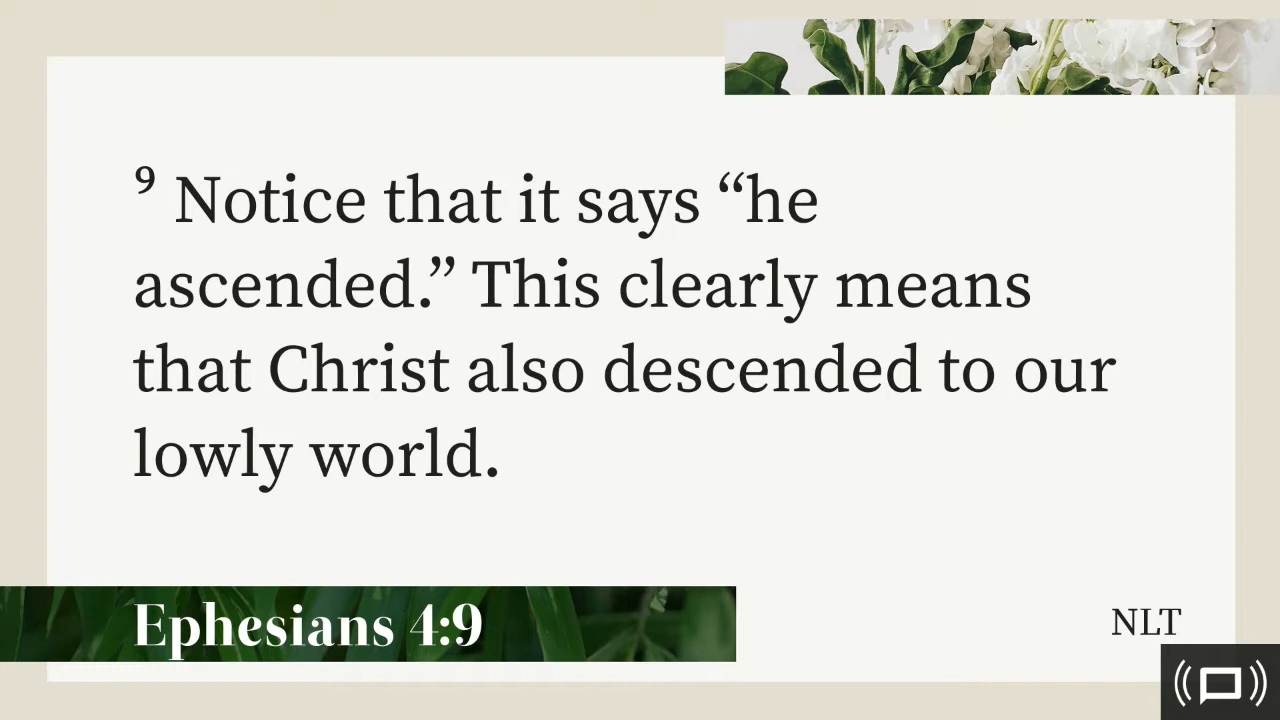 ⁹ Notice that it says “he
ascended.” This clearly means
that Christ also descended to our
lowly world.
Ephesians 4:9
NLT